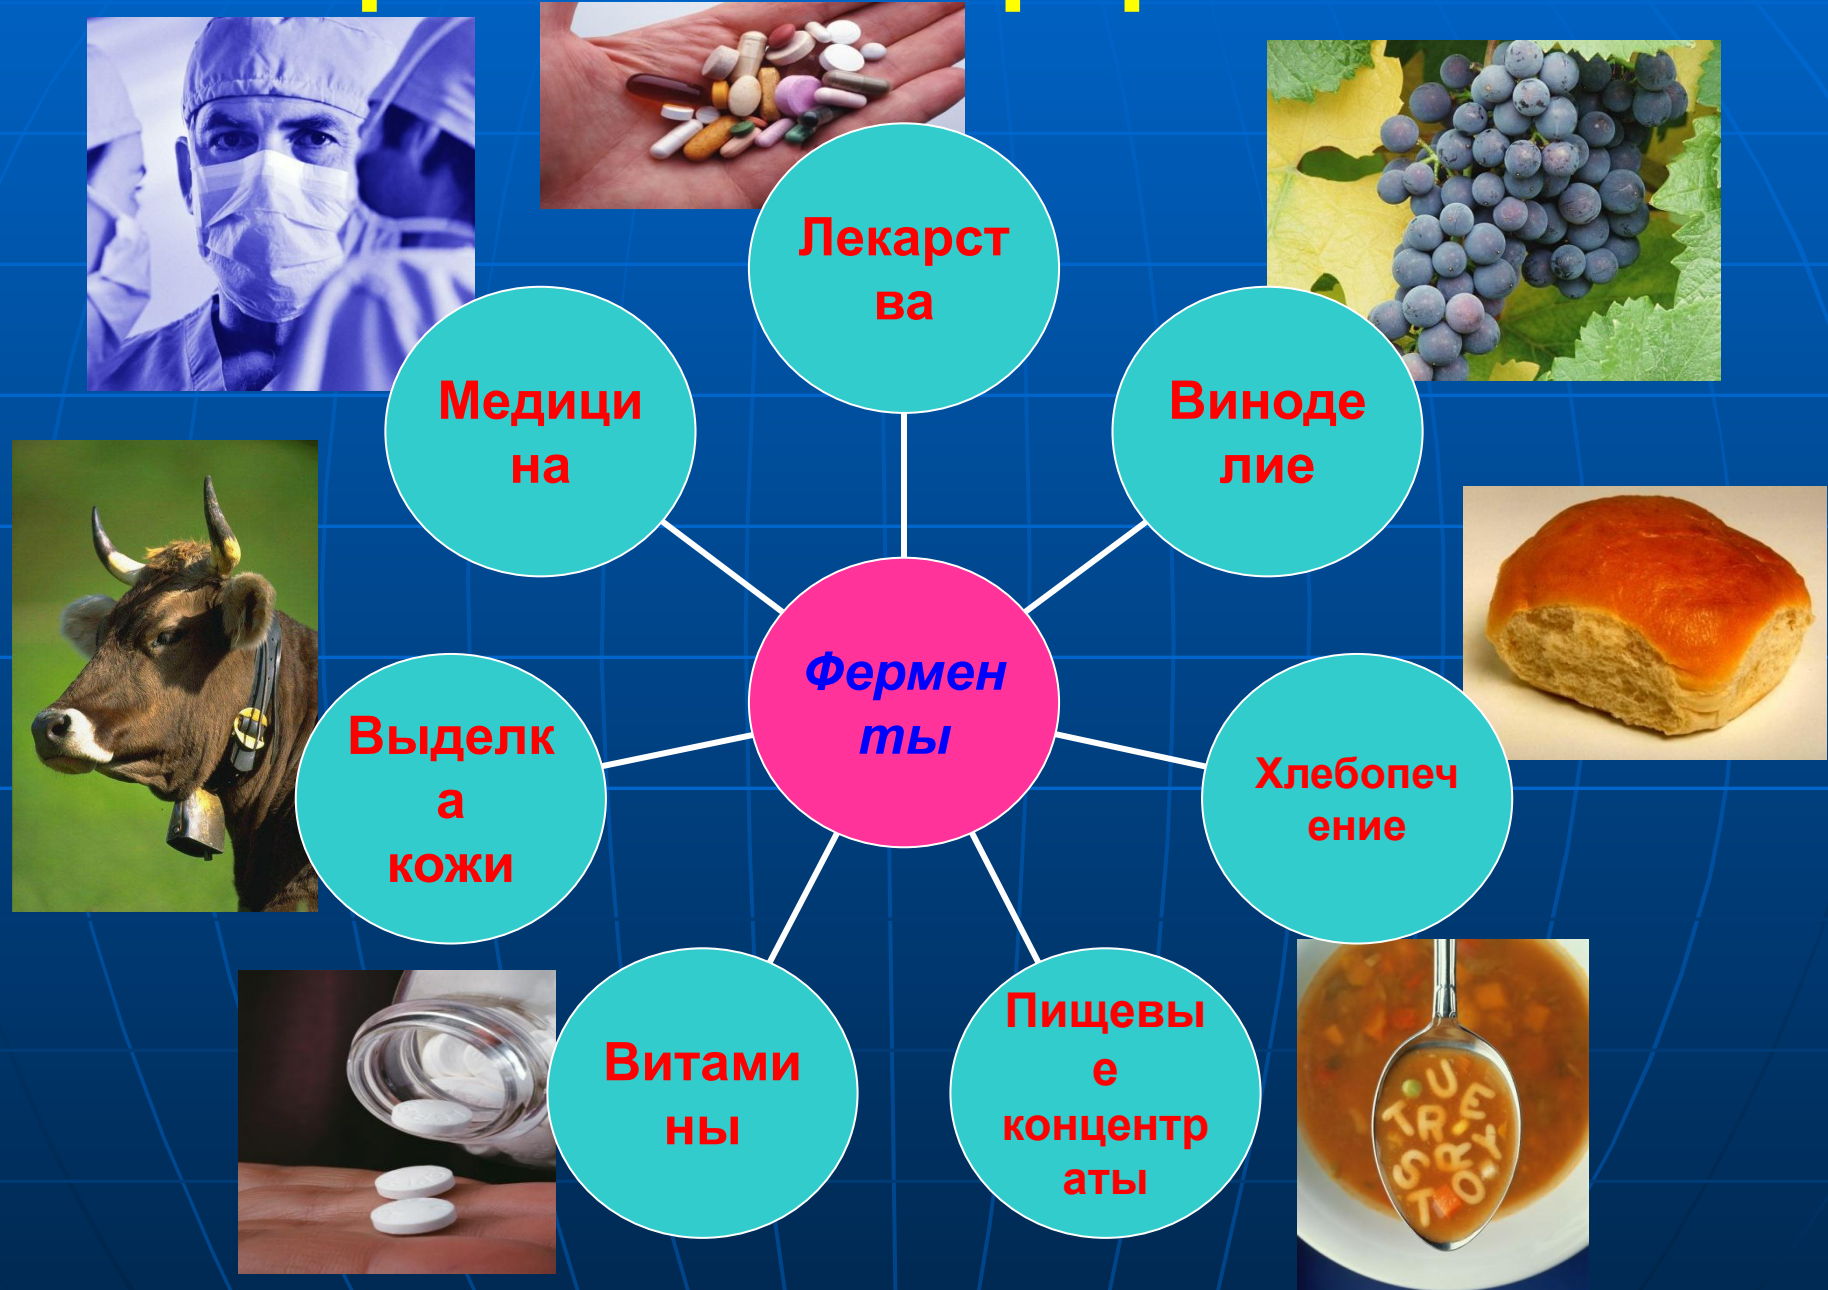 Лекарст
ва
Медици
на
Виноде
лие
Фермен
ты
Выделк
а
кожи
Хлебопеч
ение
Витами
ны
Пищевы
е
концентр
аты